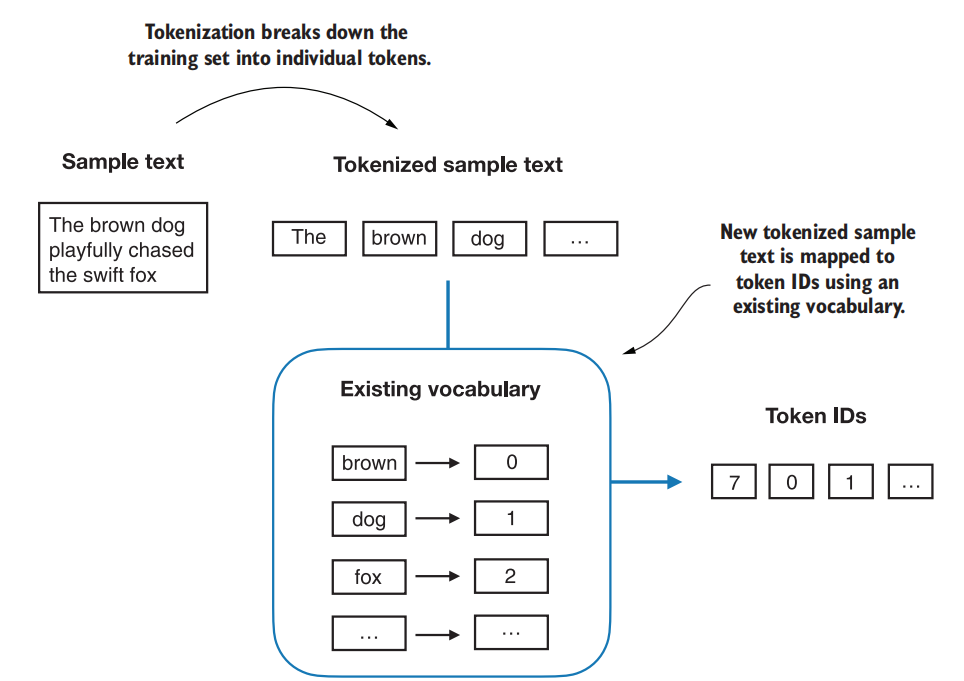 Tokenization breaks down the
training set into individual tokens.
Sample text
Tokenized sample text
The brown dog
playfully chased
the swift fox
The brown dog ...
New tokenized sample
text is mapped to
token IDs using an
existing vocabulary.
Existing vocabulary
brown 0
dog 1
fox 2
... ...
Token IDs
7 0 1 ...